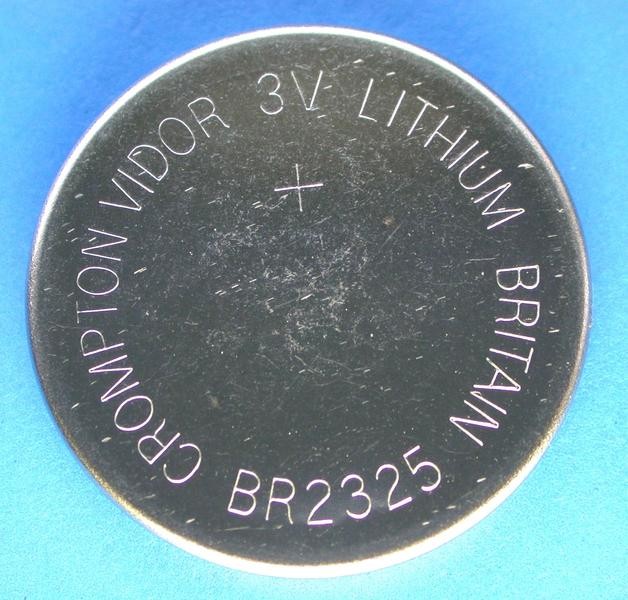 CROMPTON VIDOR 3V LITHIUM BRITAIN
+
BR2325